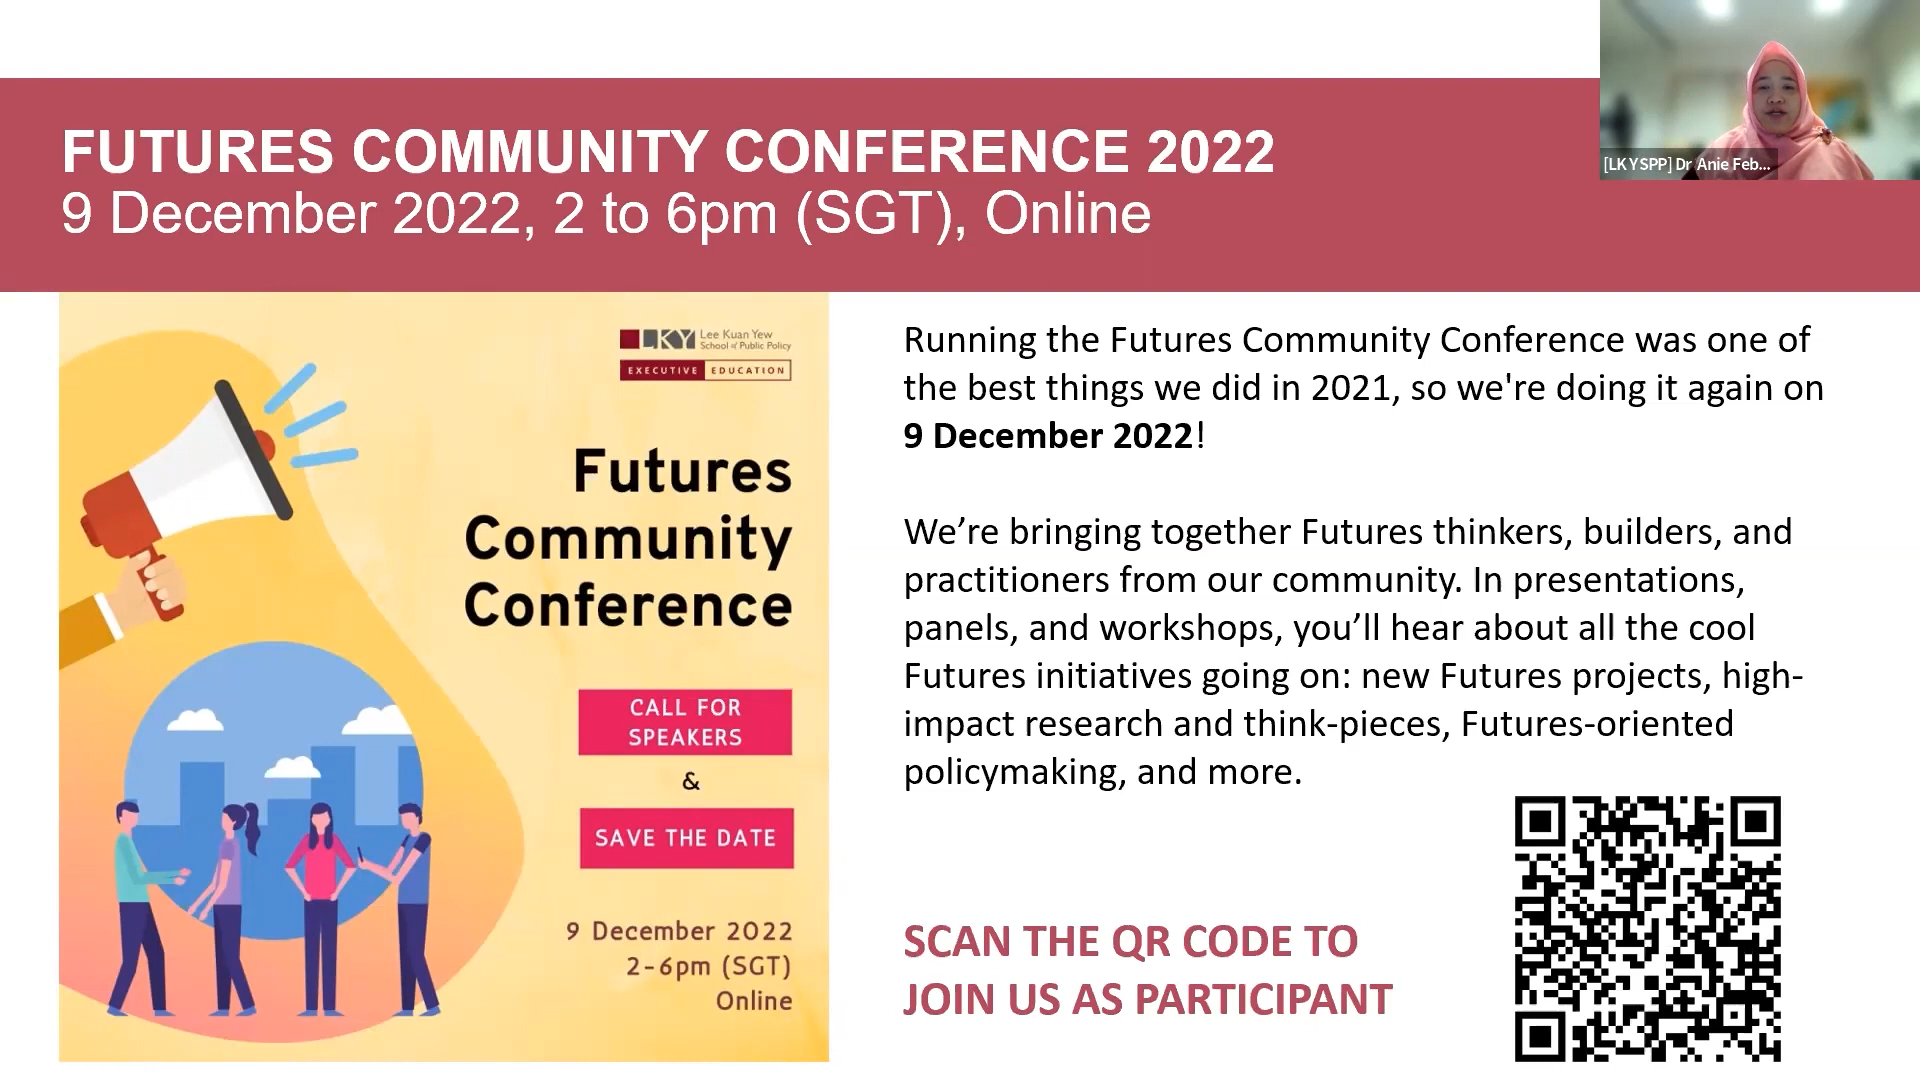 FUTURES COMMUNITY CONFERENCE 2022
9 December 2022, 2 to 6pm (SGT), Online
[LKYSPP] Dr Anie Feb...
LKY Lee Kuan Yew
School of Public Policy
EXECUTIVE EDUCATION
Futures
Community
Conference
CALL FOR
SPEAKERS
&
SAVE THE DATE
9 December 2022
2-6pm (SGT)
Online
Running the Futures Community Conference was one of
the best things we did in 2021, so we're doing it again on
9 December 2022!
We’re bringing together Futures thinkers, builders, and
practitioners from our community. In presentations,
panels, and workshops, you’ll hear about all the cool
Futures initiatives going on: new Futures projects, high-
impact research and think-pieces, Futures-oriented
policymaking, and more.
SCAN THE QR CODE TO
JOIN US AS PARTICIPANT